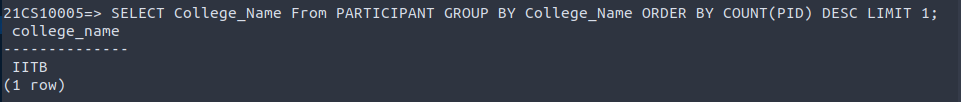 21CS10005=> SELECT College_Name From PARTICIPANT GROUP BY College_Name ORDER BY COUNT(PID) DESC LIMIT 1;
 college_name
--------------
 IITB
(1 row)